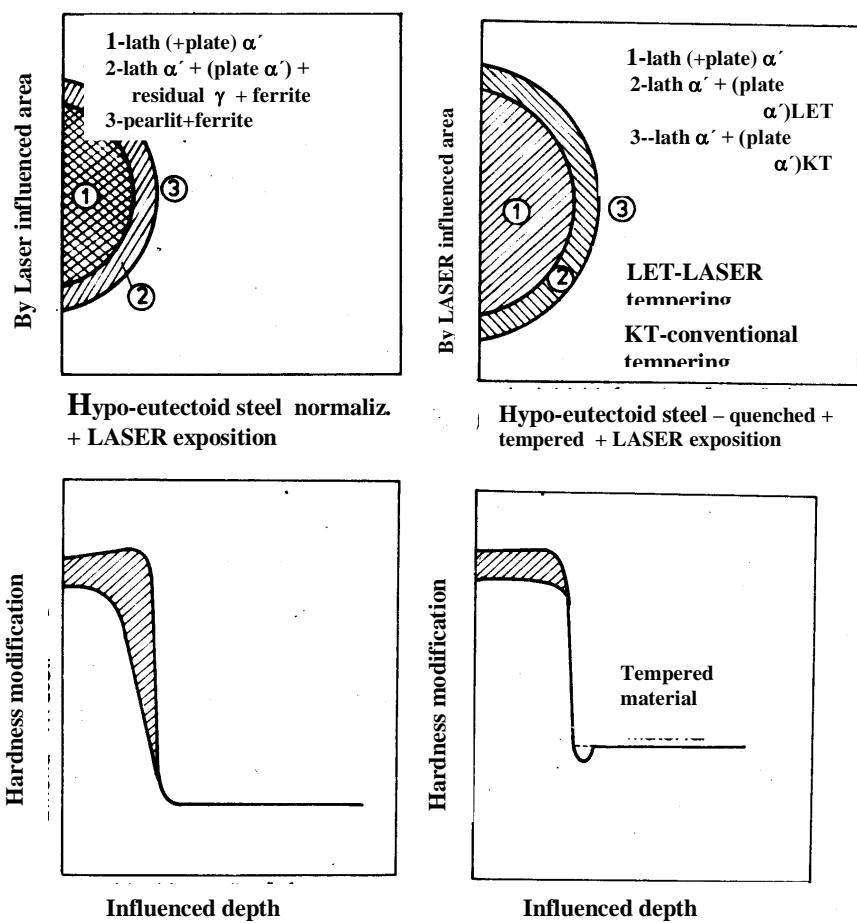 By Laser influenced area
1-lath (+plate) α´
2-lath α´ + (plate α´) +
residual γ + ferrite
3-pearlit+ferrite
1
2
3
Hypo-eutectoid steel normaliz.
+ LASER exposition
By LASER influenced area
1-lath (+plate) α´
2-lath α´ + (plate
α´)LET
3--lath α´ + (plate
α´)KT
1
2
3
LET-LASER
tempering
KT-conventional
tempering
Hypo-eutectoid steel – quenched +
tempered + LASER exposition
Hardness modification
Influenced depth
Hardness modification
Tempered
material
Influenced depth